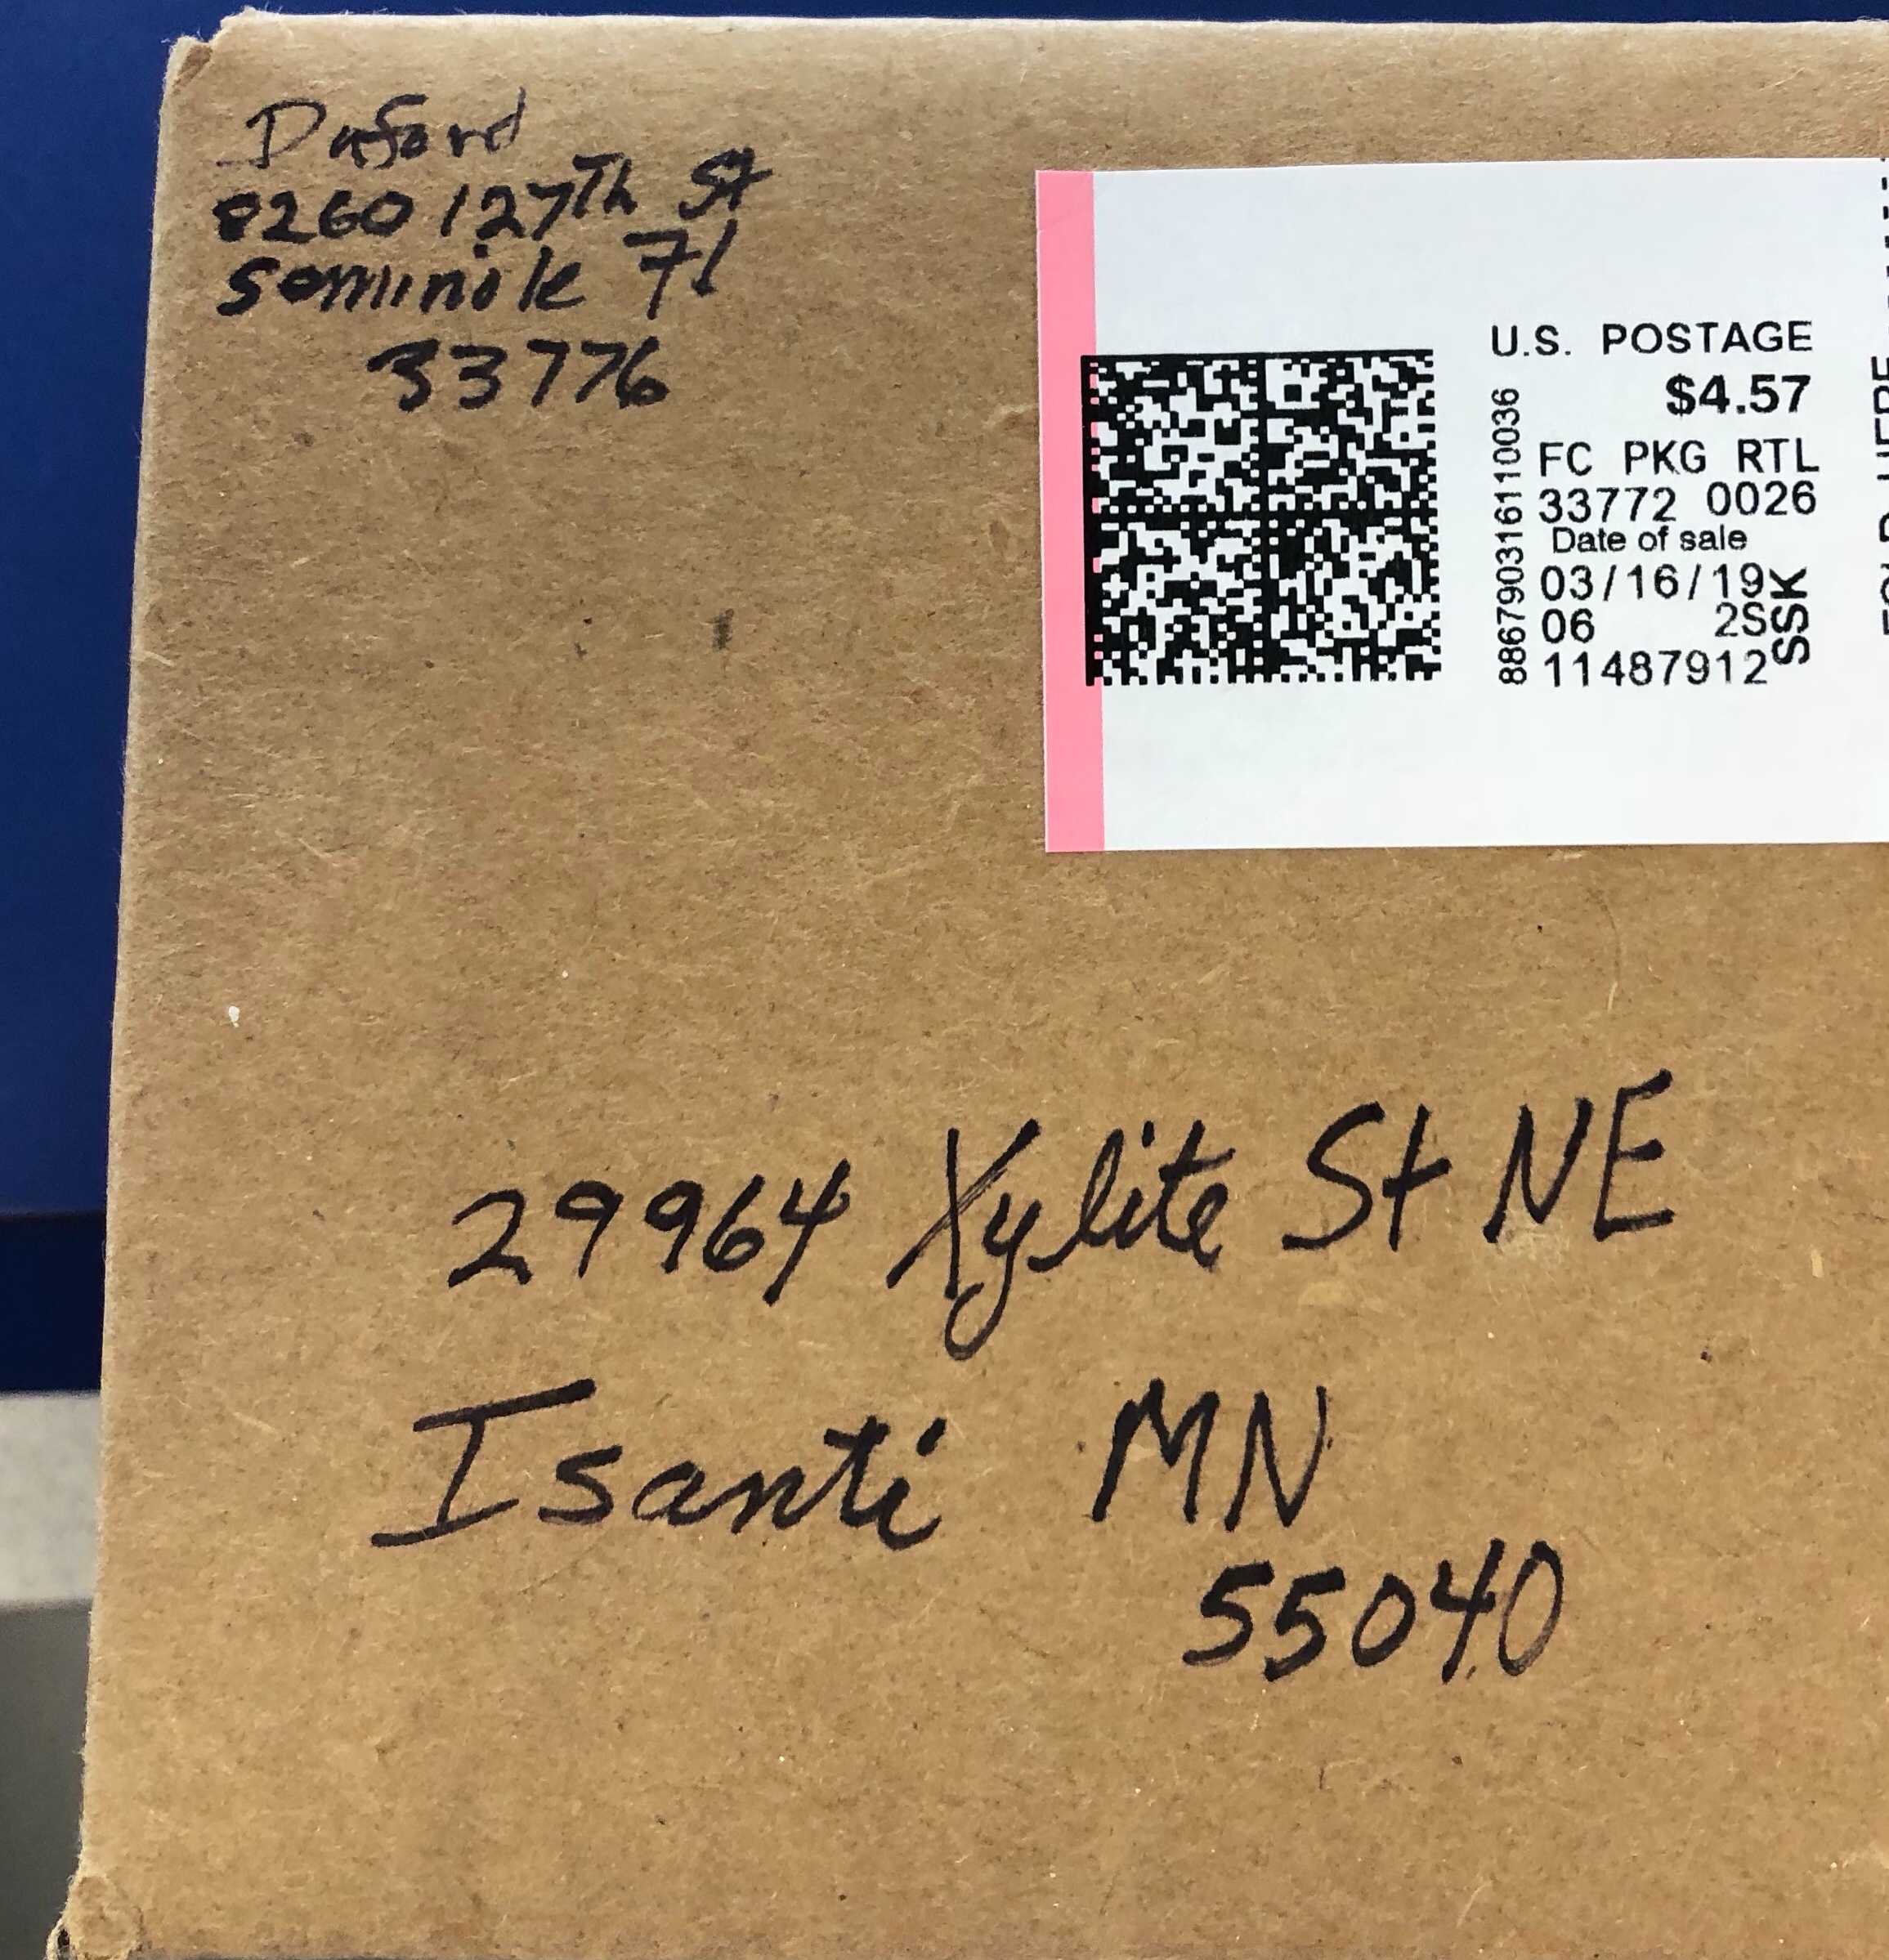 Duford
8260 127Th St
Seminole Fl
33776
U.S. POSTAGE
$4.57
FC PKG RTL
33772 0026
Date of sale
03/16/19
06 2S
11487912
SSK
8867903161110036
29964 Xylite St NE
Isanti MN
55040